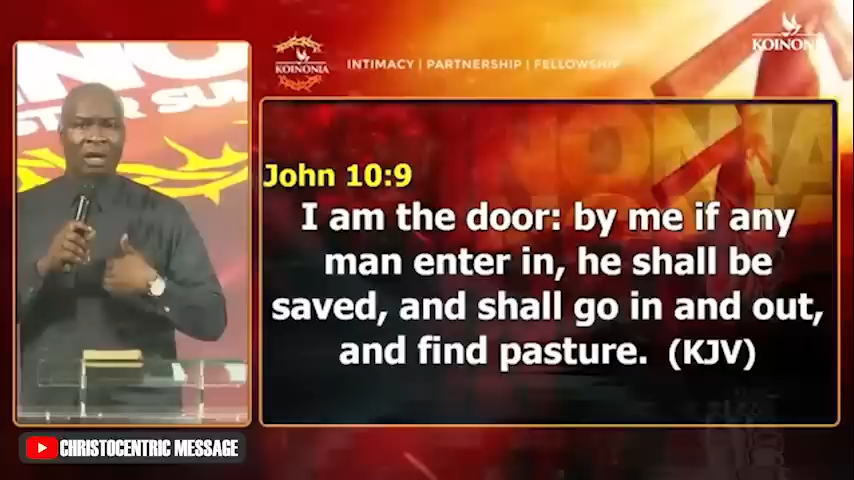 KOINONIA
INTIMACY | PARTNERSHIP | FELLOWSHIP
John 10:9
I am the door: by me if any
man enter in, he shall be
saved, and shall go in and out,
and find pasture. (KJV)
CHRISTOCENTRIC MESSAGE